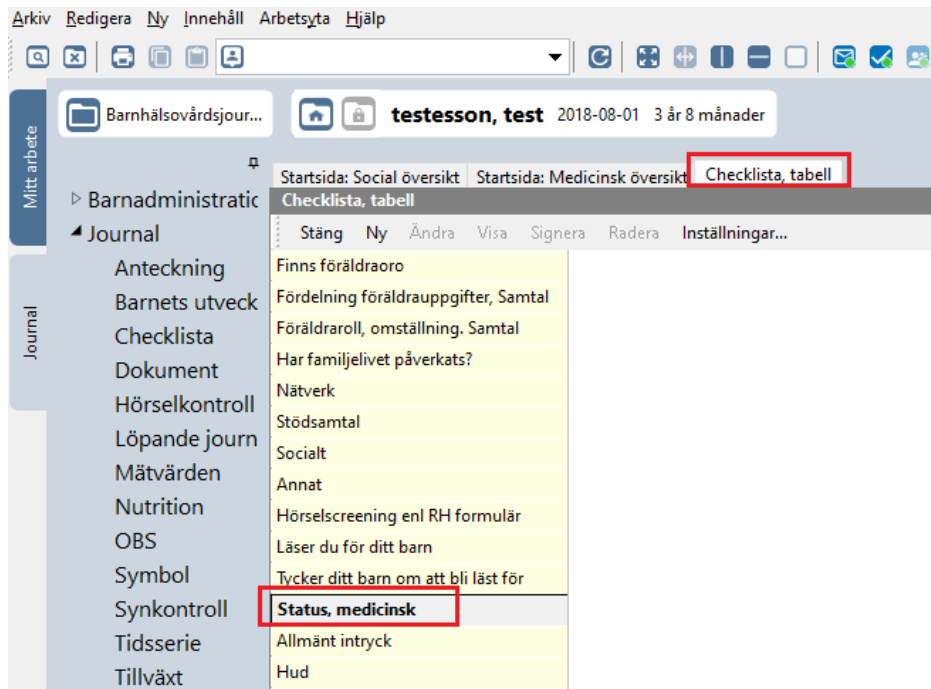 Arkiv Redigera Ny Innehåll Arbetsyta Hjälp
Barnhälsovårdsjour...
testesson, test 2018-08-01 3 år 8 månader
Mitt arbete
Journal
Startsida: Social översikt Startsida: Medicinsk översikt Checklista, tabell
Checklista, tabell
Stäng Ny Ändra Visa Signera Radera Inställningar...
Barnadministratic
Journal
Anteckning
Barnets utveck
Checklista
Dokument
Hörselkontroll
Löpande journ
Mätvärden
Nutrition
OBS
Symbol
Synkontroll
Tidsserie
Tillväxt
Finns föräldraoro
Fördelning föräldrauppgifter, Samtal
Föräldraroll, omställning. Samtal
Har familjelivet påverkats?
Nätverk
Stödsamtal
Socialt
Annat
Hörselscreening enl RH formulär
Läser du för ditt barn
Tycker ditt barn om att bli läst för
Status, medicinsk
Allmänt intryck
Hud